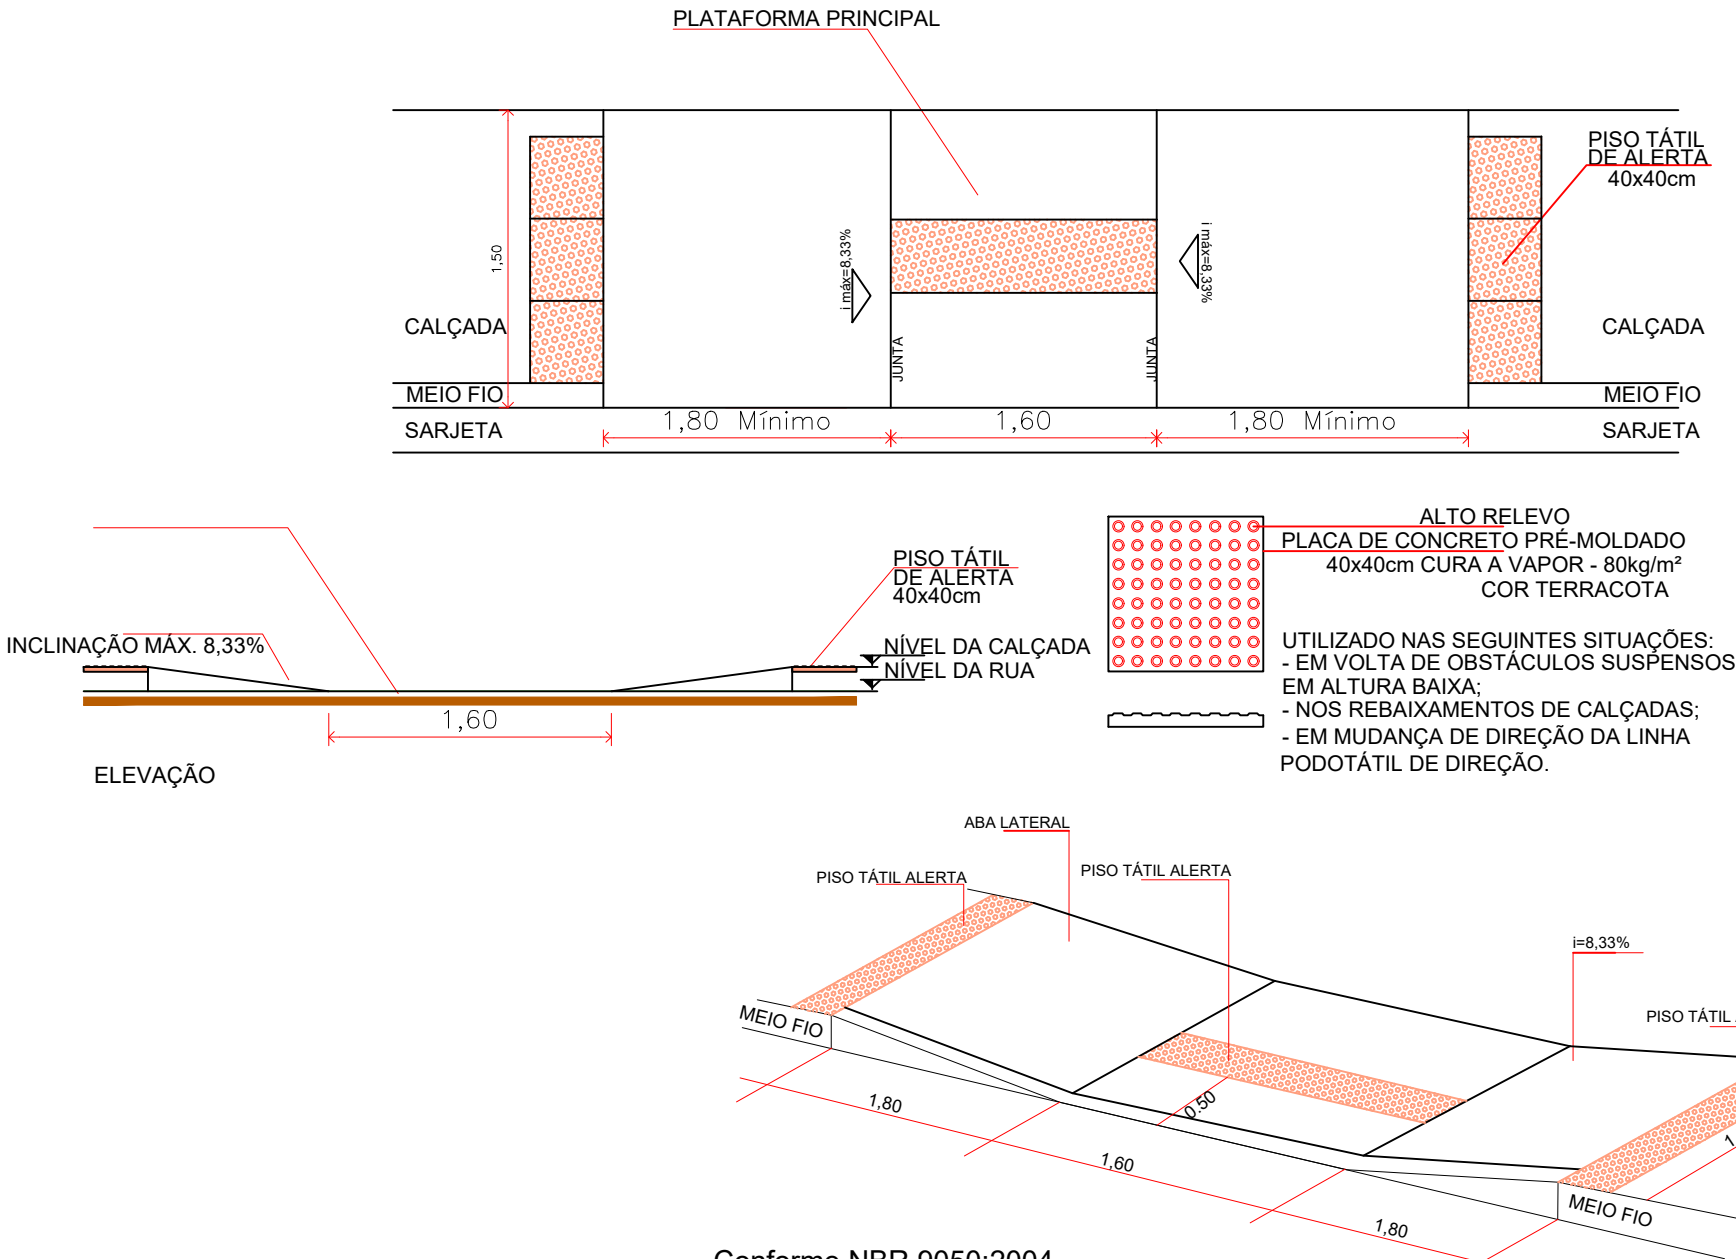 PLATAFORMA PRINCIPAL
PISO TÁTIL
DE ALERTA
40x40cm
1,50
i máx=8,33%
i máx=8,33%
CALÇADA
CALÇADA
JUNTA
JUNTA
MEIO FIO
MEIO FIO
SARJETA
1,80 Mínimo
1,60
1,80 Mínimo
SARJETA
ALTO RELEVO
PLACA DE CONCRETO PRÉ-MOLDADO
40x40cm CURA A VAPOR - 80kg/m²
COR TERRACOTA
PISO TÁTIL
DE ALERTA
40x40cm
INCLINAÇÃO MÁX. 8,33%
NÍVEL DA CALÇADA
NÍVEL DA RUA
UTILIZADO NAS SEGUINTES SITUAÇÕES:
- EM VOLTA DE OBSTÁCULOS SUSPENSOS
EM ALTURA BAIXA;
- NOS REBAIXAMENTOS DE CALÇADAS;
- EM MUDANÇA DE DIREÇÃO DA LINHA
PODOTÁTIL DE DIREÇÃO.
1,60
ELEVAÇÃO
ABA LATERAL
PISO TÁTIL ALERTA
PISO TÁTIL ALERTA
i=8,33%
PISO TÁTIL
MEIO FIO
1,80
0.50
1,60
MEIO FIO
1,80
Conforme NBR 9050:2004